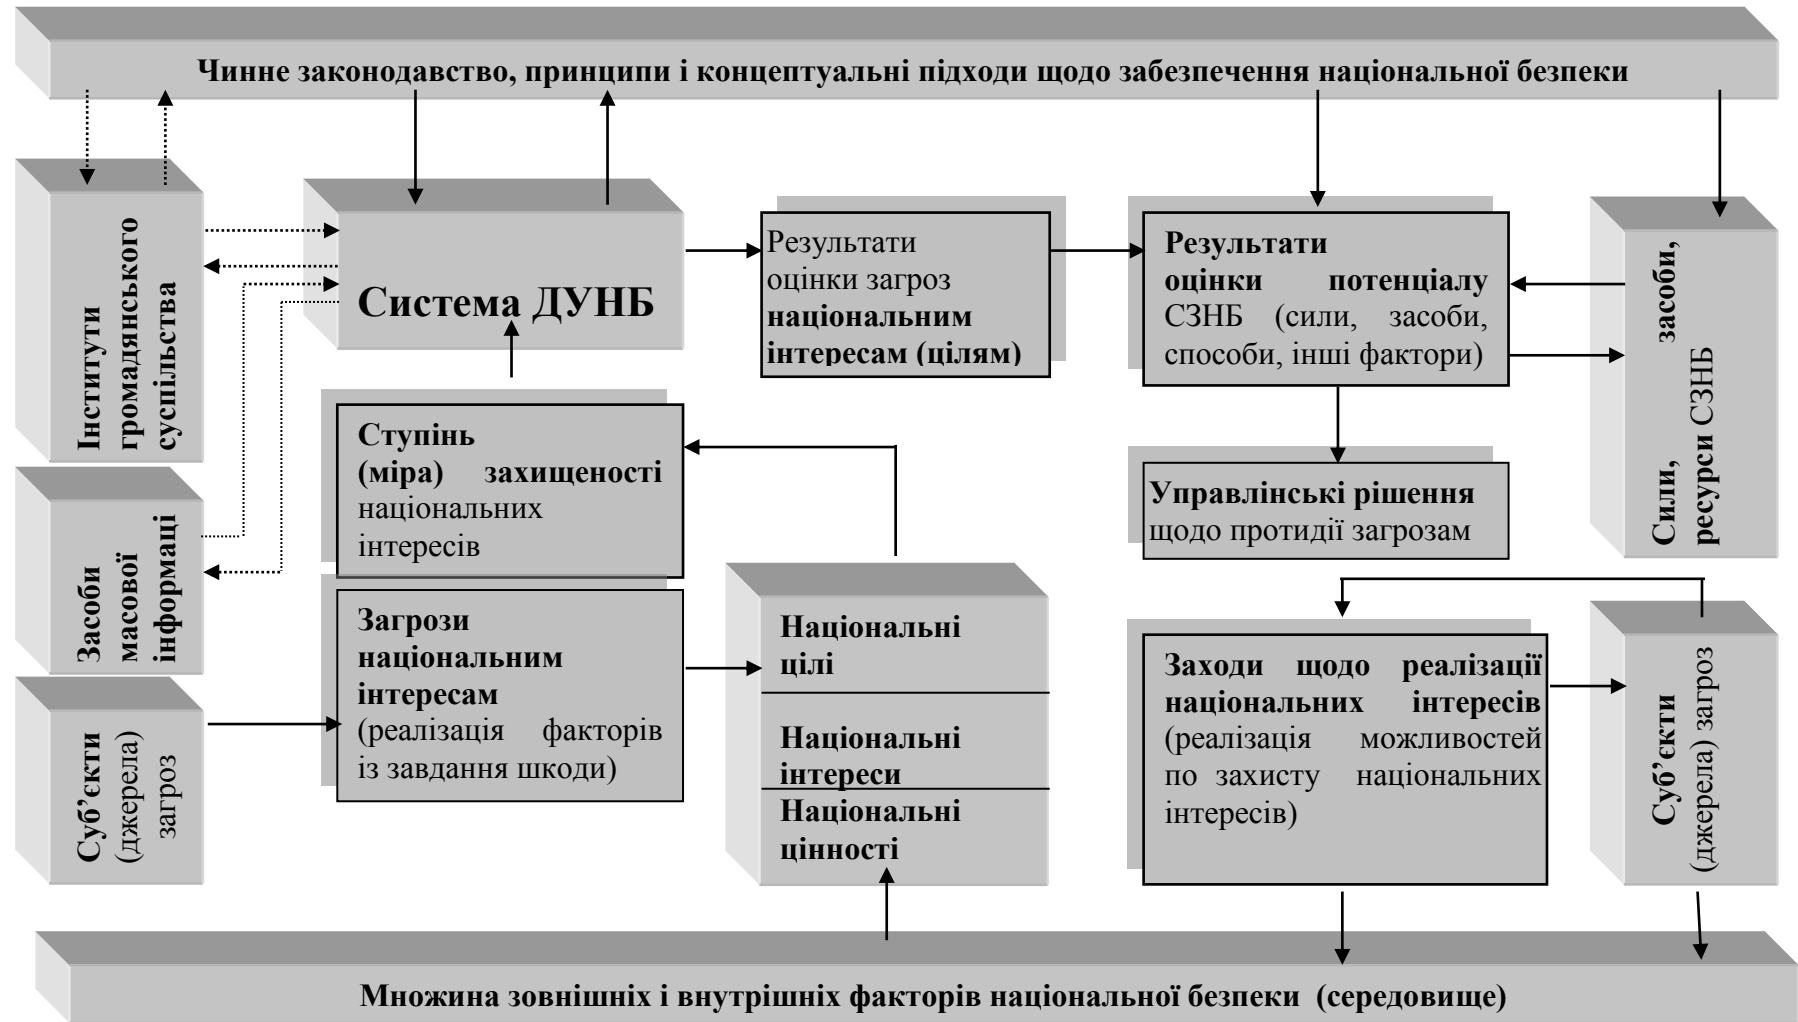 Чинне законодавство, принципи і концептуальні підходи щодо забезпечення національної безпеки
Інститути
громадянського
суспільства
Система ДУНБ
Результати
оцінки загроз
національним
інтересам (цілям)
Результати
оцінки потенціалу
СЗНБ (сили, засоби,
способи, інші фактори)
Сили, засоби,
ресурси СЗНБ
Ступінь
(міра) захищеності
національних
інтересів
Управлінські рішення
щодо протидії загрозам
Засоби
масової
інформаці
Загрози
національним
інтересам
(реалізація факторів
із завдання шкоди)
Національні
цілі
Національні
інтереси
Національні
цінності
Заходи щодо реалізації
національних інтересів
(реалізація можливостей
по захисту національних
інтересів)
Суб’єкти
(джерела) загроз
Суб’єкти
(джерела)
загроз
Множина зовнішніх і внутрішніх факторів національної безпеки (середовище)